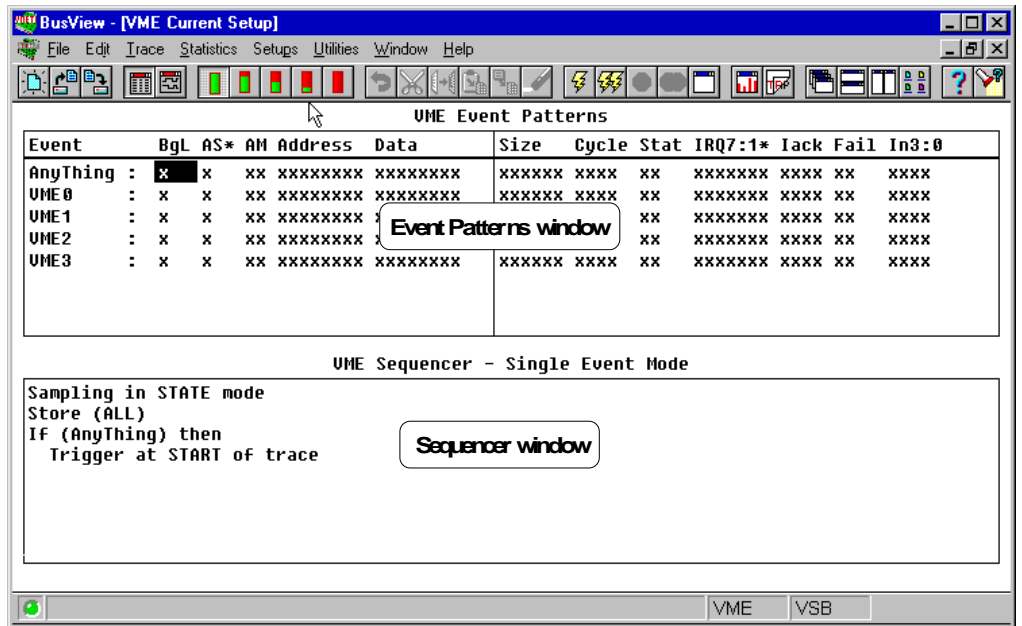 BusView - [VME Current Setup]
File Edit Trace Statistics Setups Utilities Window Help
VME Event Patterns
Event BgL AS* AM Address Data Size Cycle Stat IRQ7:1* Iack Fail In3:0
AnyThing : x x xx xxxxxxxx xxxxxxxx xxxxxx xxxx xx xxxxxxx xxxx xx xxxx
VME0 : x x xx xxxxxxxx xxxxxxxx xxxxxx xxxx xx xxxxxxx xxxx xx xxxx
VME1 : x x xx xxxxxxxx xx xxxxxxx xxxx xx xxxx
Event Patterns window
VME2 : x x xx xxxxxxxx xx xxxxxxx xxxx xx xxxx
VME3 : x x xx xxxxxxxx xxxxxxxx xxxxxx xxxx xx xxxxxxx xxxx xx xxxx
VME Sequencer - Single Event Mode
Sampling in STATE mode
Store (ALL)
If (AnyThing) then
Sequencer window
Trigger at START of trace
VME VSB